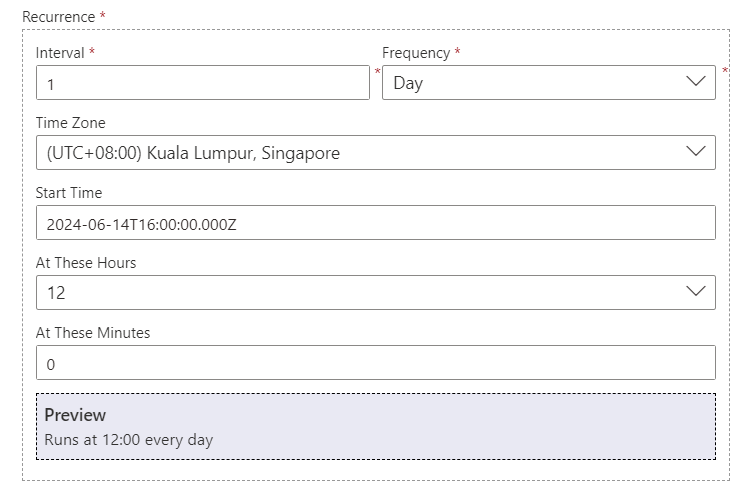 Recurrence *
Interval *
Frequency *
1
*
Day
*
Time Zone
(UTC+08:00) Kuala Lumpur, Singapore
Start Time
2024-06-14T16:00:00.000Z
At These Hours
12
At These Minutes
0
Preview
Runs at 12:00 every day